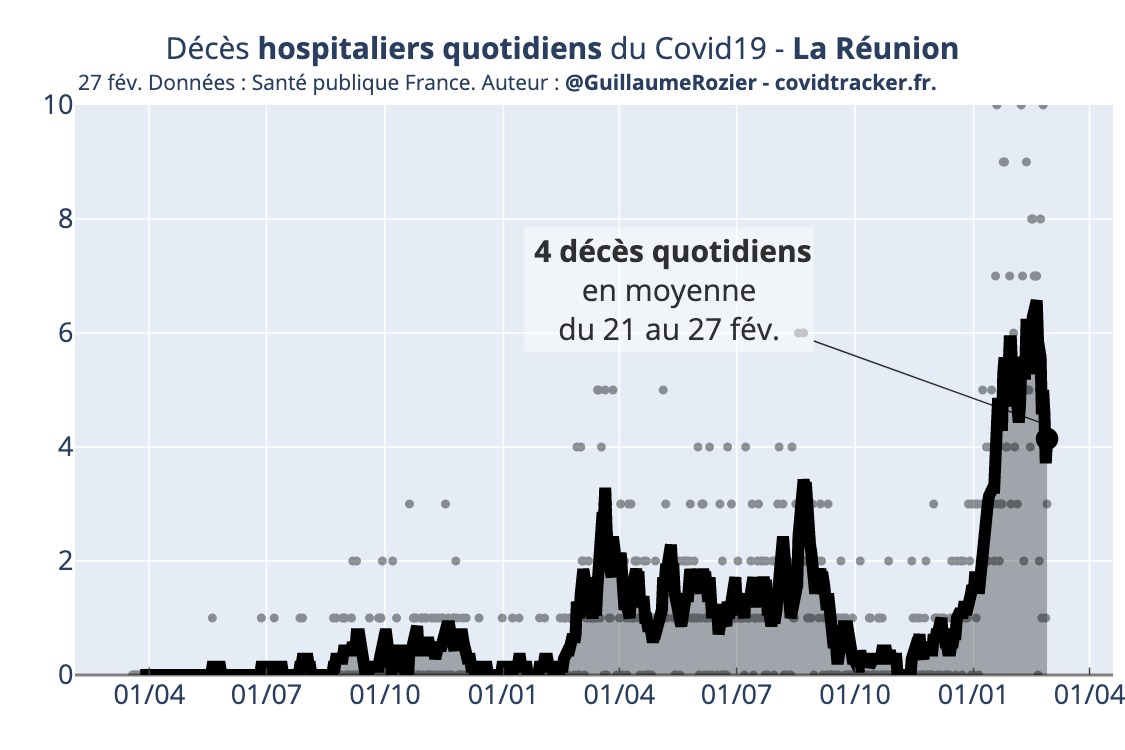 Décès hospitaliers quotidiens du Covid19 - La Réunion
27 fév. Données : Santé publique France. Auteur : @GuillaumeRozier - covidtracker.fr.
10
8
6
4
2
0
4 décès quotidiens
en moyenne
du 21 au 27 fév.
01/04 01/07 01/10 01/01 01/04 01/07 01/10 01/01 01/04